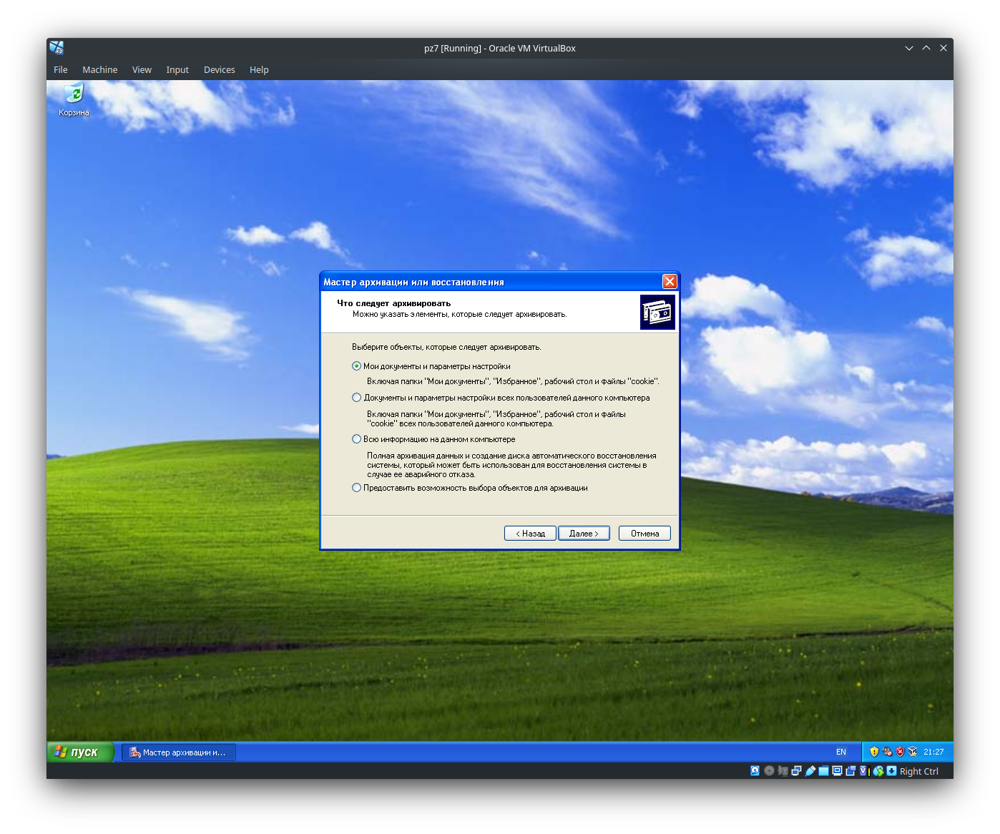 pz7 [Running] - Oracle VM VirtualBox
File Machine View Input Devices Help
Корзина
Мастер архивации или восстановления
Что следует архивировать
Можно указать элементы, которые следует архивировать.
Выберите объекты, которые следует архивировать.
Мои документы и параметры настройки
Включая папки "Мои документы", "Избранное", рабочий стол и файлы "cookie".
Документы и параметры настройки всех пользователей данного компьютера
Включая папки "Мои документы", "Избранное", рабочий стол и файлы
"cookie" всех пользователей данного компьютера.
Всю информацию на данном компьютере
Полная архивация данных и создание диска автоматического восстановления
системы, который может быть использован для восстановления системы в
случае ее аварийного отказа.
Предоставить возможность выбора объектов для архивации
< Назад Далее > Отмена
пуск Мастер архивации и... EN 21:27
Right Ctrl